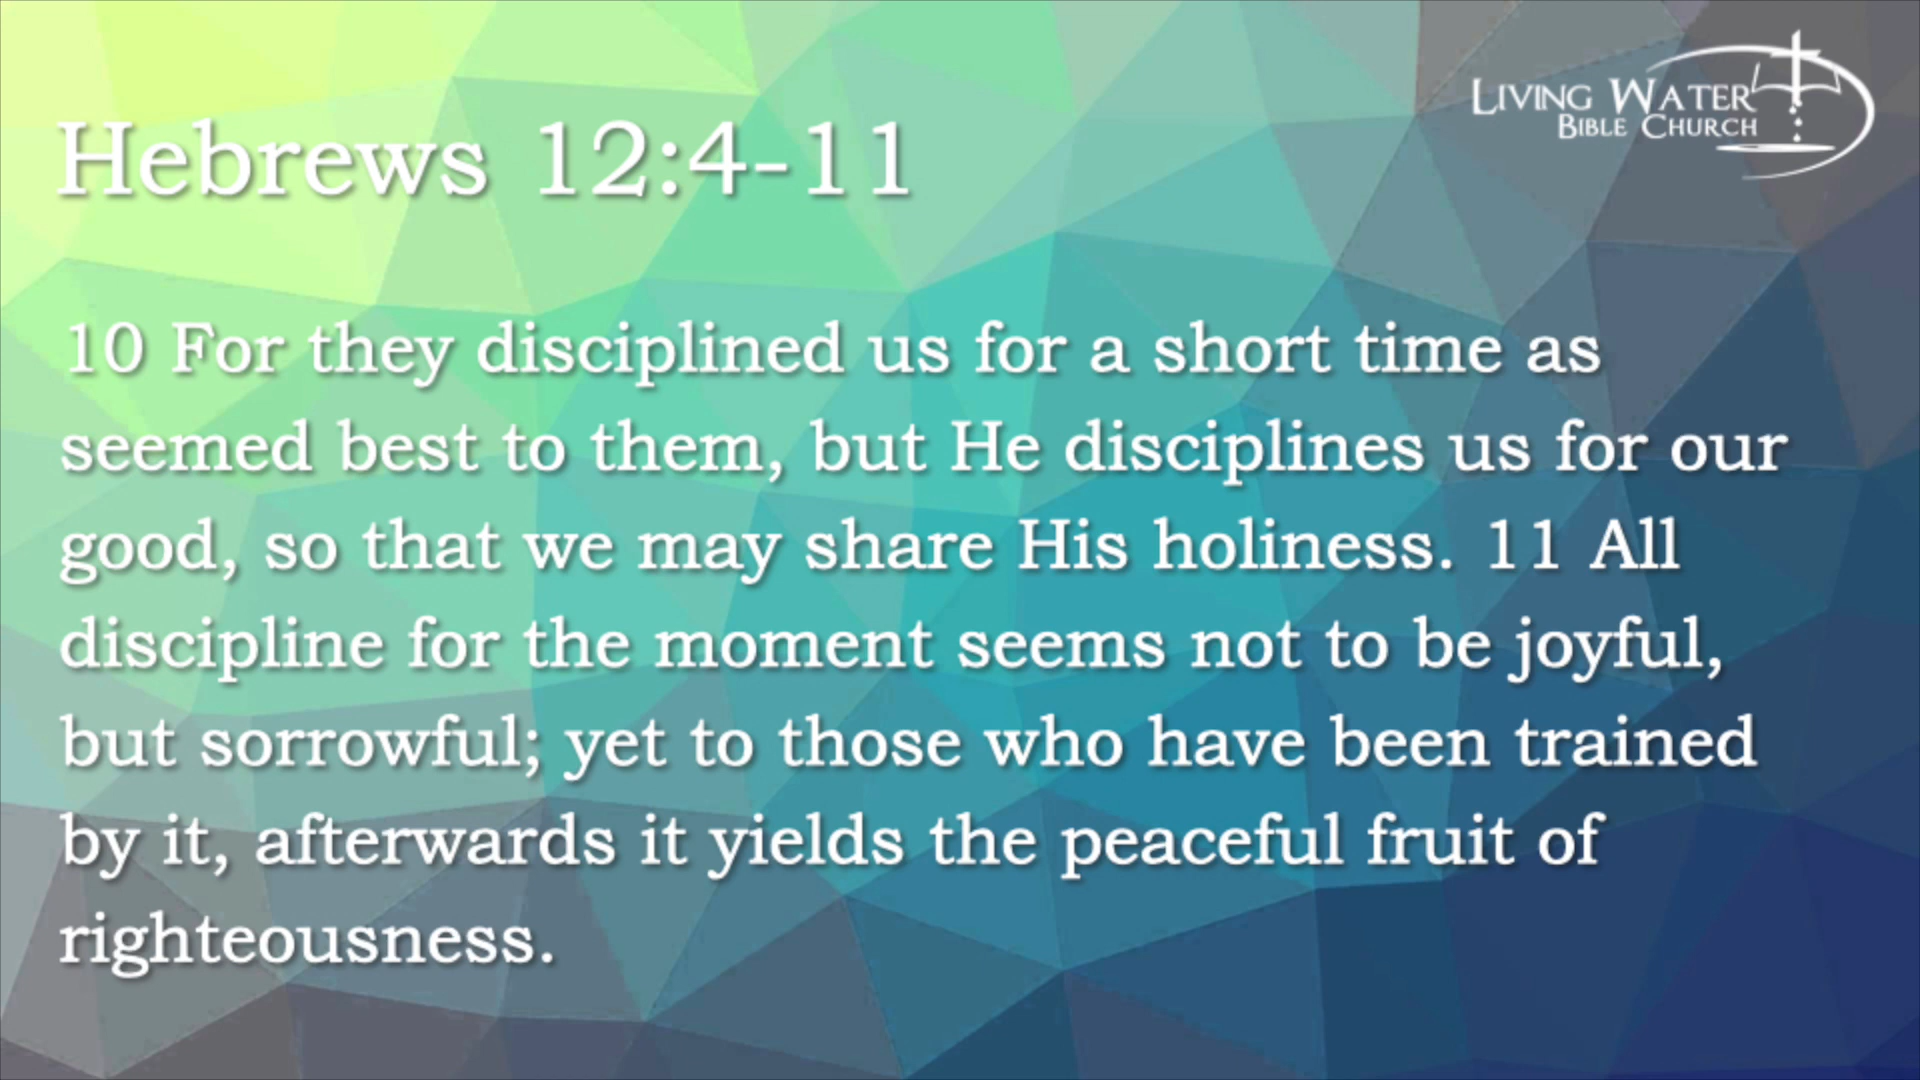 LIVING WATER
BIBLE CHURCH
Hebrews 12:4-11
10 For they disciplined us for a short time as
seemed best to them, but He disciplines us for our
good, so that we may share His holiness. 11 All
discipline for the moment seems not to be joyful,
but sorrowful; yet to those who have been trained
by it, afterwards it yields the peaceful fruit of
righteousness.